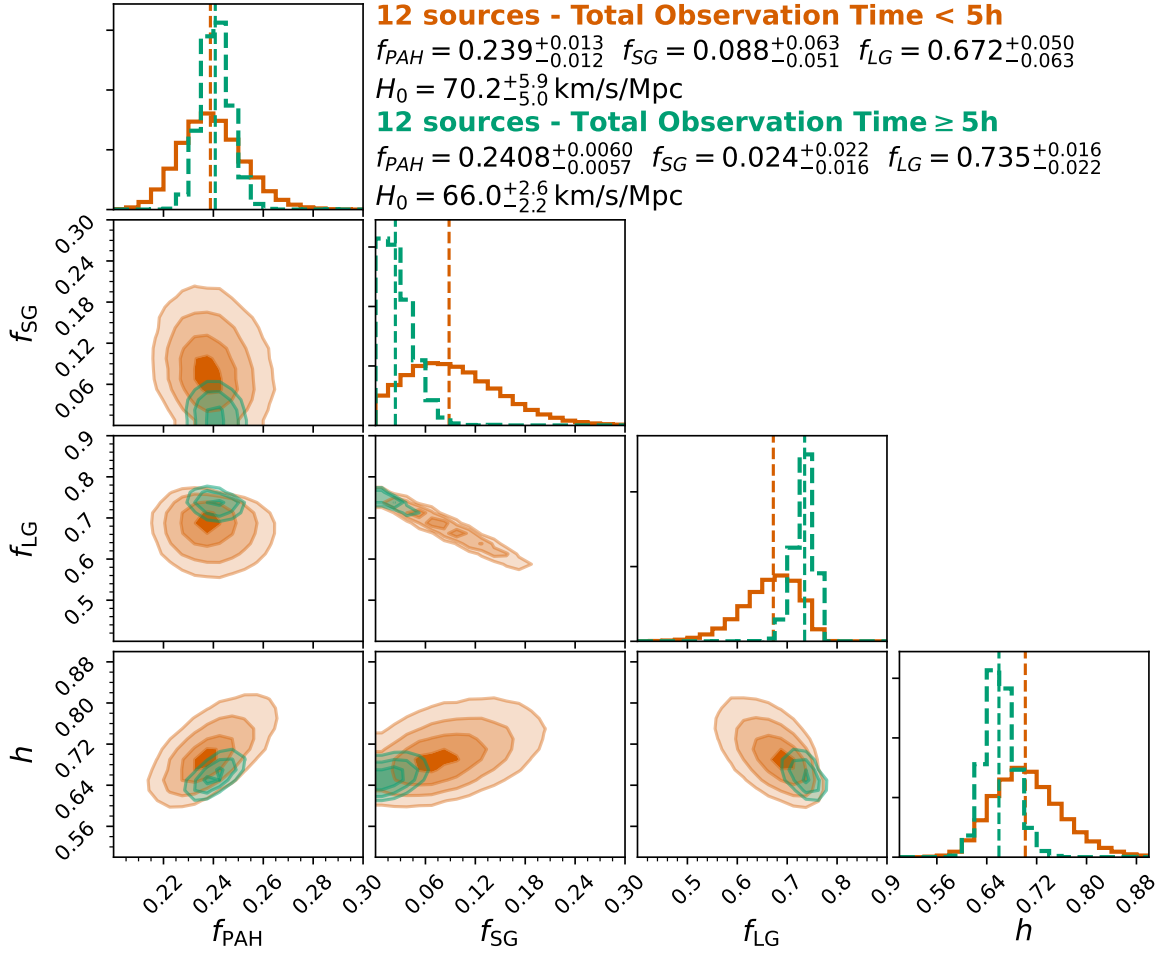 12 sources - Total Observation Time < 5h
f_PAH = 0.239^{+0.013}_{-0.012} f_SG = 0.088^{+0.063}_{-0.051} f_LG = 0.672^{+0.050}_{-0.063}
H_0 = 70.2^{+5.9}_{-5.0} km/s/Mpc
12 sources - Total Observation Time ≥ 5h
f_PAH = 0.2408^{+0.0060}_{-0.0057} f_SG = 0.024^{+0.022}_{-0.016} f_LG = 0.735^{+0.016}_{-0.022}
H_0 = 66.0^{+2.6}_{-2.2} km/s/Mpc
0.30
0.24
0.18
0.12
0.06
f_SG
0.9
0.8
0.7
0.6
0.5
f_LG
0.88
0.80
0.72
0.64
0.56
h
0.22 0.24 0.26 0.28 0.30
0.06 0.12 0.18 0.24 0.30
0.5 0.6 0.7 0.8 0.9
0.56 0.64 0.72 0.80 0.88
f_PAH f_SG f_LG h